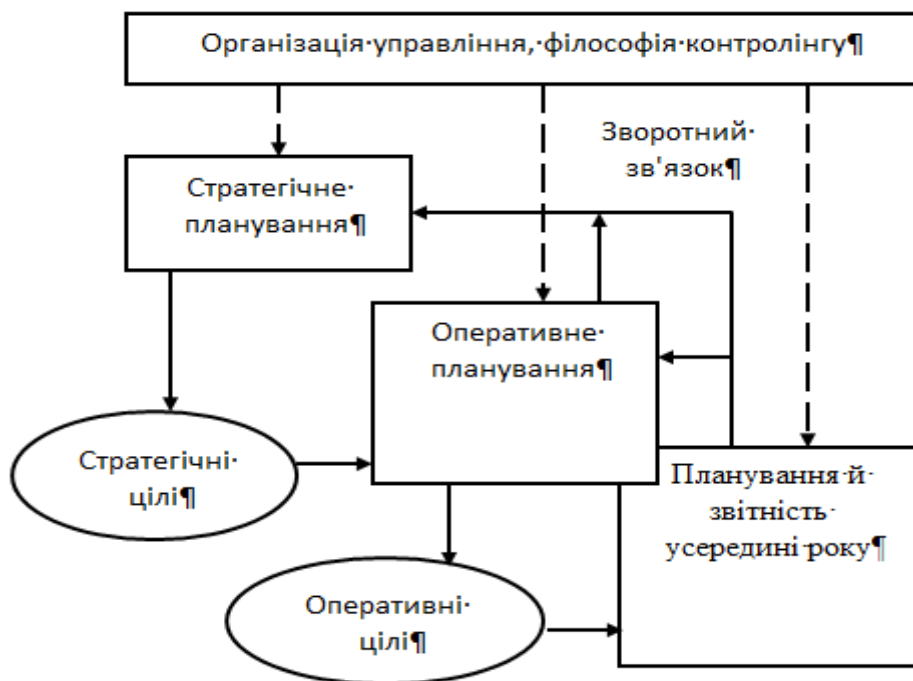 Організація·управління,·філософія·контролінгу¶
Зворотний·
зв'язок¶
Стратегічне·
планування¶
Оперативне·
планування¶
Стратегічні·
цілі¶
Планування·й·
звітність·
усередині·року¶
Оперативні·
цілі¶